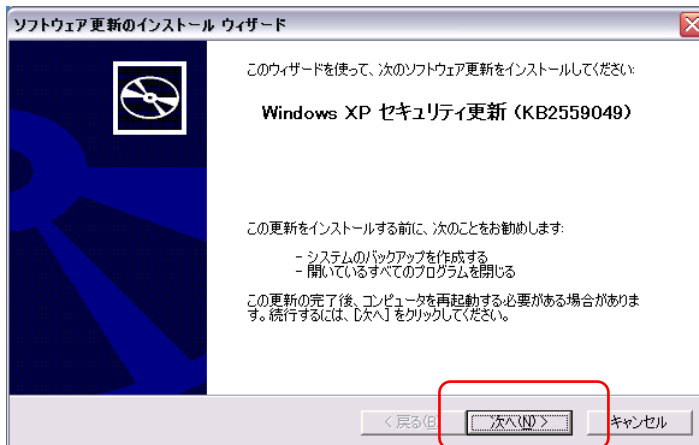 ソフトウェア更新のインストール ウィザード
このウィザードを使って、次のソフトウェア更新をインストールしてください:
Windows XP セキュリティ更新 (KB2559049)
この更新をインストールする前に、次のことをお勧めします:
- システムのバックアップを作成する
- 開いているすべてのプログラムを閉じる
この更新の完了後、コンピュータを再起動する必要がある場合がありま
す。続行するには、[次へ] をクリックしてください。
< 戻る(B
次へ(N) >
キャンセル